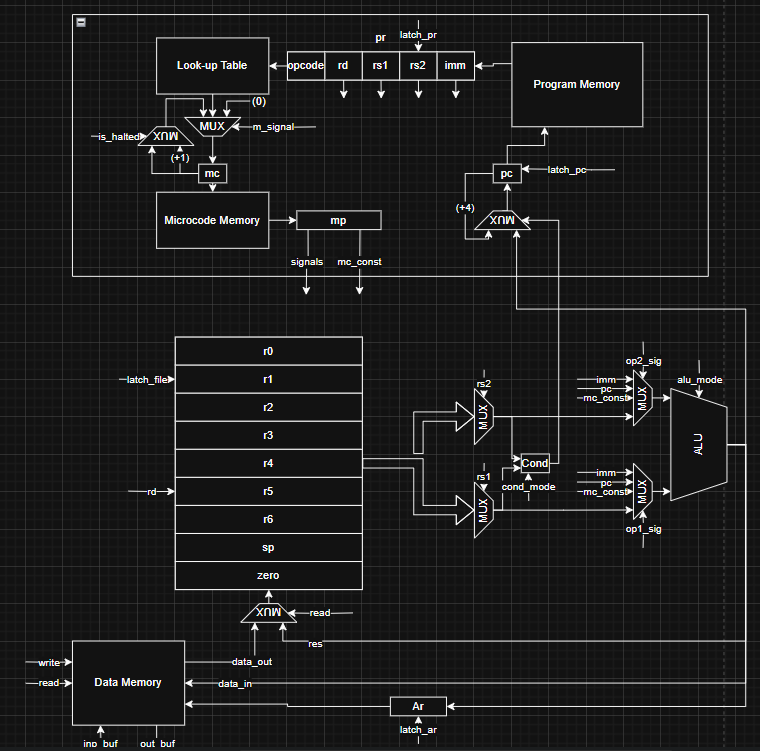 pr
latch_pr
Look-up Table
opcode rd rs1 rs2 imm
Program Memory
(0)
is_halted
MUX
MUX
m_signal
(+1)
mc
pc
latch_pc
Microcode Memory
mp
(+4)
MUX
signals
mc_const
r0
r1
r2
r3
r4
r5
r6
sp
zero
latch_file
rd
rs2
MUX
rs1
MUX
Cond
cond_mode
op2_sig
imm
pc
mc_const
MUX
alu_mode
ALU
imm
pc
mc_const
MUX
op1_sig
MUX
read
res
write
read
Data Memory
data_out
data_in
Ar
latch_ar
inp_buf
out_buf